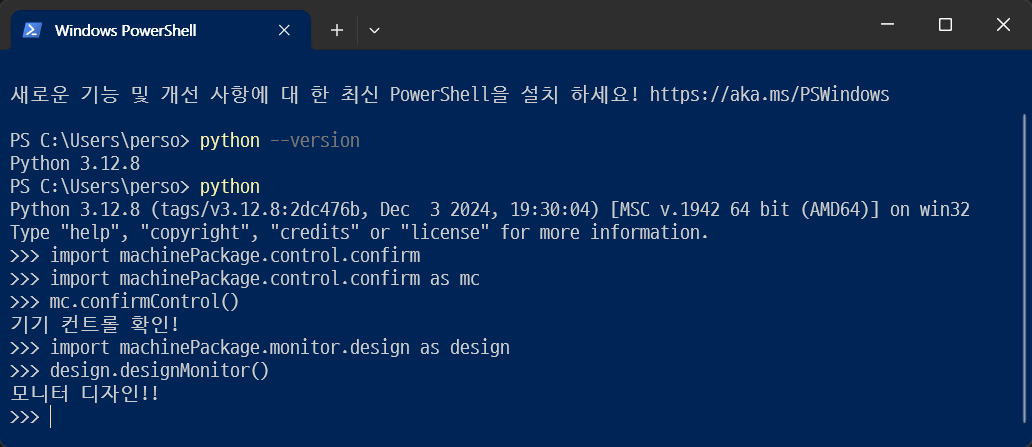 Windows PowerShell
새로운 기능 및 개선 사항에 대 한 최신 PowerShell을 설치 하세요! https://aka.ms/PSWindows
PS C:\Users\perso> python --version
Python 3.12.8
PS C:\Users\perso> python
Python 3.12.8 (tags/v3.12.8:2dc476b, Dec  3 2024, 19:30:04) [MSC v.1942 64 bit (AMD64)] on win32
Type "help", "copyright", "credits" or "license" for more information.
>>> import machinePackage.control.confirm
>>> import machinePackage.control.confirm as mc
>>> mc.confirmControl()
기기 컨트롤 확인!
>>> import machinePackage.monitor.design as design
>>> design.designMonitor()
모니터 디자인!!
>>>